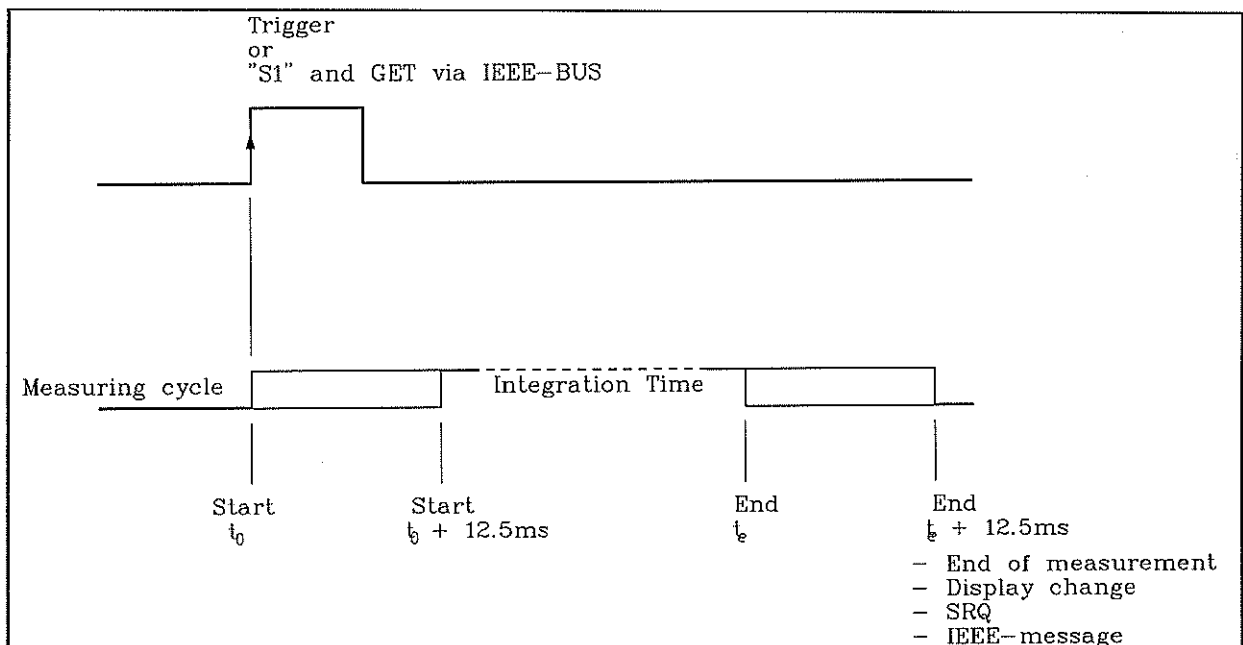 Trigger
or
"S1" and GET via IEEE-BUS
Measuring cycle
Integration Time
Start
t0
Start
t0 + 12.5ms
End
te
End
te + 12.5ms
- End of measurement
- Display change
- SRQ
- IEEE-message